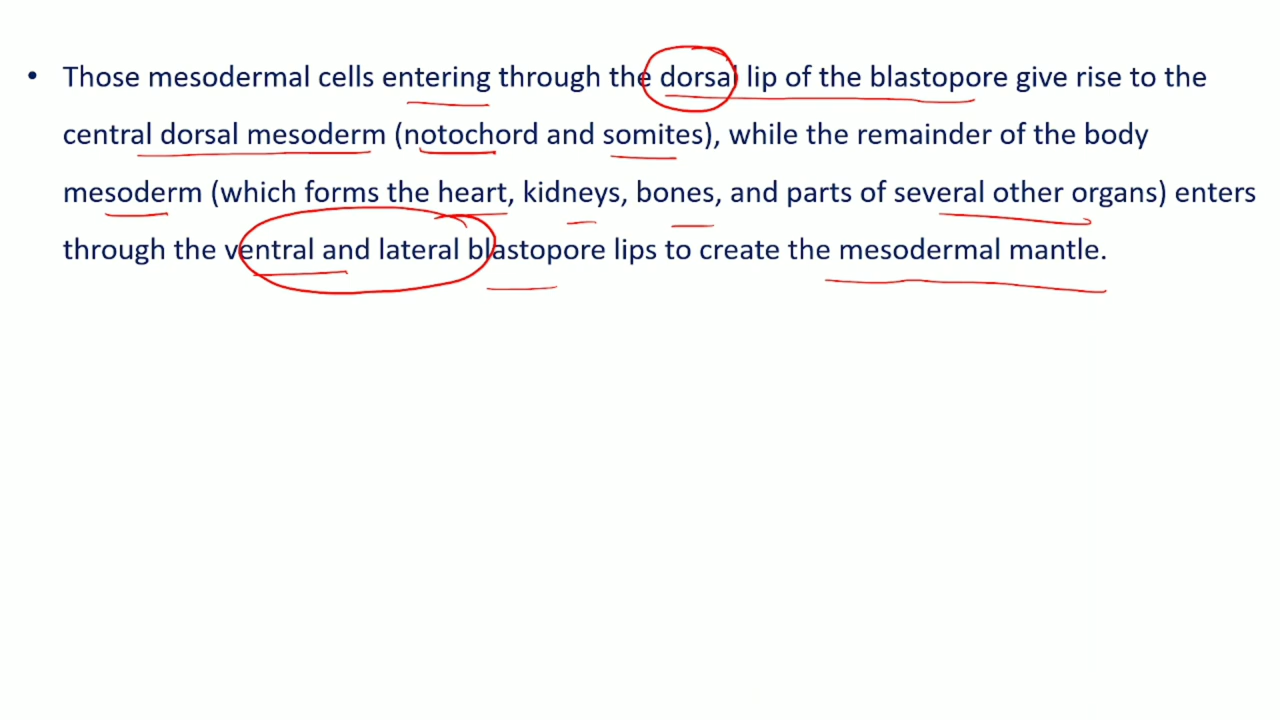 • Those mesodermal cells entering through the dorsal lip of the blastopore give rise to the
central dorsal mesoderm (notochord and somites), while the remainder of the body
mesoderm (which forms the heart, kidneys, bones, and parts of several other organs) enters
through the ventral and lateral blastopore lips to create the mesodermal mantle.